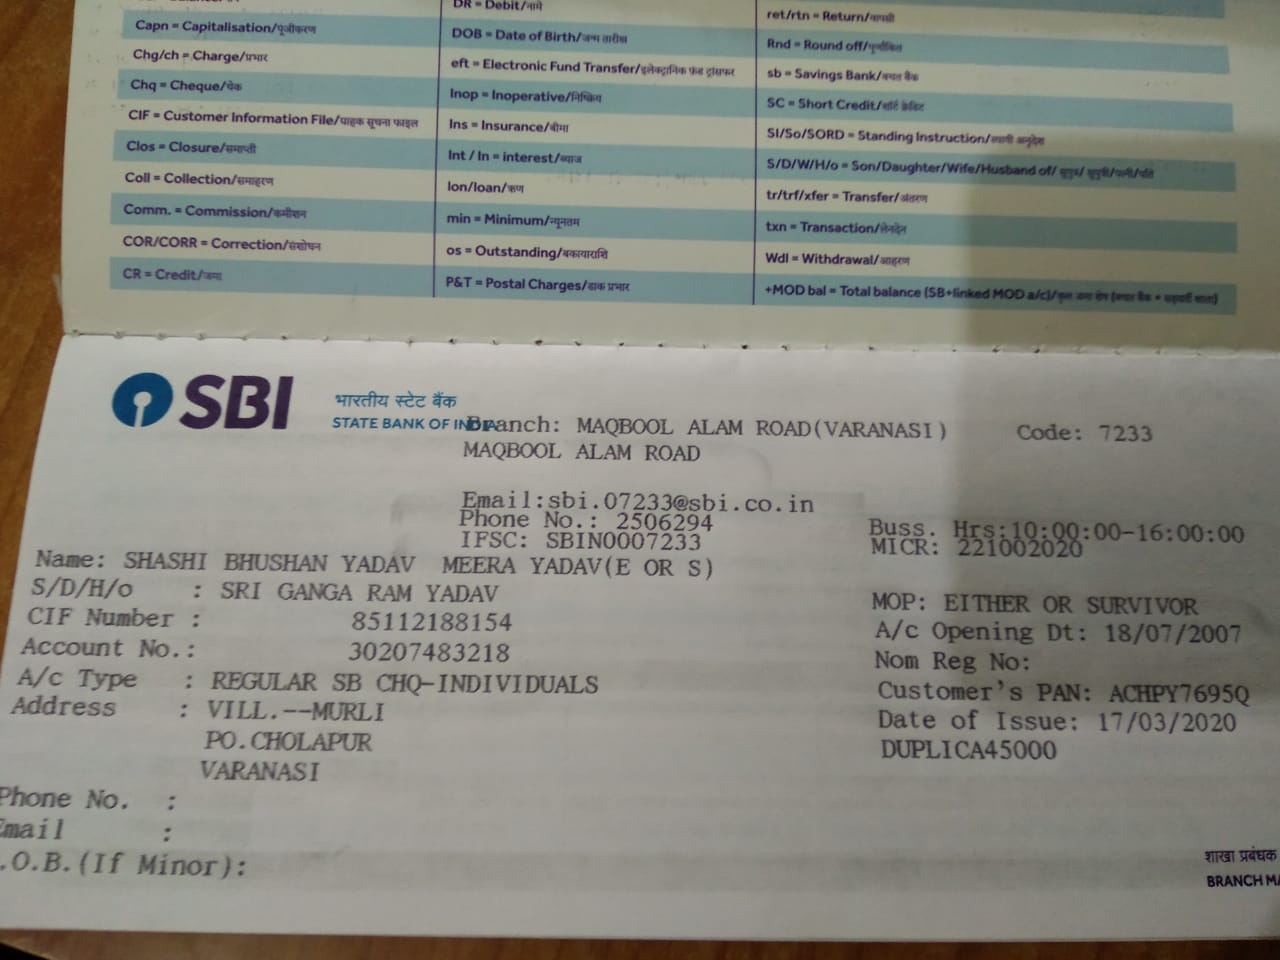 Capn = Capitalisation/पूंजीकरण
Chg/ch = Charge/प्रभार
Chq = Cheque/चेक
CIF = Customer Information File/ग्राहक सूचना फाइल
Clos = Closure/समाप्ती
Coll = Collection/समाहरण
Comm. = Commission/कमीशन
COR/CORR = Correction/संशोधन
CR = Credit/जमा
DR = Debit/नामे
DOB = Date of Birth/जन्म तारीख
eft = Electronic Fund Transfer/इलेक्ट्रानिक फंड ट्रांसफर
Inop = Inoperative/निष्क्रिय
Ins = Insurance/बीमा
Int / In = interest/ब्याज
lon/loan/ऋण
min = Minimum/न्यूनतम
os = Outstanding/बकायाराशि
P&T = Postal Charges/डाक प्रभार
ret/rtn = Return/वापसी
Rnd = Round off/पूर्णांकित
sb = Savings Bank/बचत बैंक
SC = Short Credit/शॉर्ट क्रेडिट
SI/So/SORD = Standing Instruction/स्थायी अनुदेश
S/D/W/H/o = Son/Daughter/Wife/Husband of/ सुपुत्र/ सुपुत्री/पत्नी/पति
tr/trf/xfer = Transfer/अंतरण
txn = Transaction/लेनदेन
Wdl = Withdrawal/आहरण
+MOD bal = Total balance (SB+linked MOD a/c)/कुल जमा शेष (बचत बैंक + सहवर्ती खाता)
SBI
भारतीय स्टेट बैंक
STATE BANK OF INDIA
Branch: MAQBOOL ALAM ROAD(VARANASI) Code: 7233
MAQBOOL ALAM ROAD
Email:sbi.07233@sbi.co.in
Phone No.: 2506294
IFSC: SBIN0007233
Buss. Hrs:10:00:00-16:00:00
MICR: 221002020
Name: SHASHI BHUSHAN YADAV MEERA YADAV(E OR S)
S/D/H/o : SRI GANGA RAM YADAV
CIF Number : 85112188154
Account No.: 30207483218
A/c Type : REGULAR SB CHQ-INDIVIDUALS
Address : VILL.--MURLI
PO.CHOLAPUR
VARANASI
Phone No. :
Email :
.O.B.(If Minor):
MOP: EITHER OR SURVIVOR
A/c Opening Dt: 18/07/2007
Nom Reg No:
Customer's PAN: ACHPY7695Q
Date of Issue: 17/03/2020
DUPLICA45000
शाखा प्रबंधक
BRANCH MA